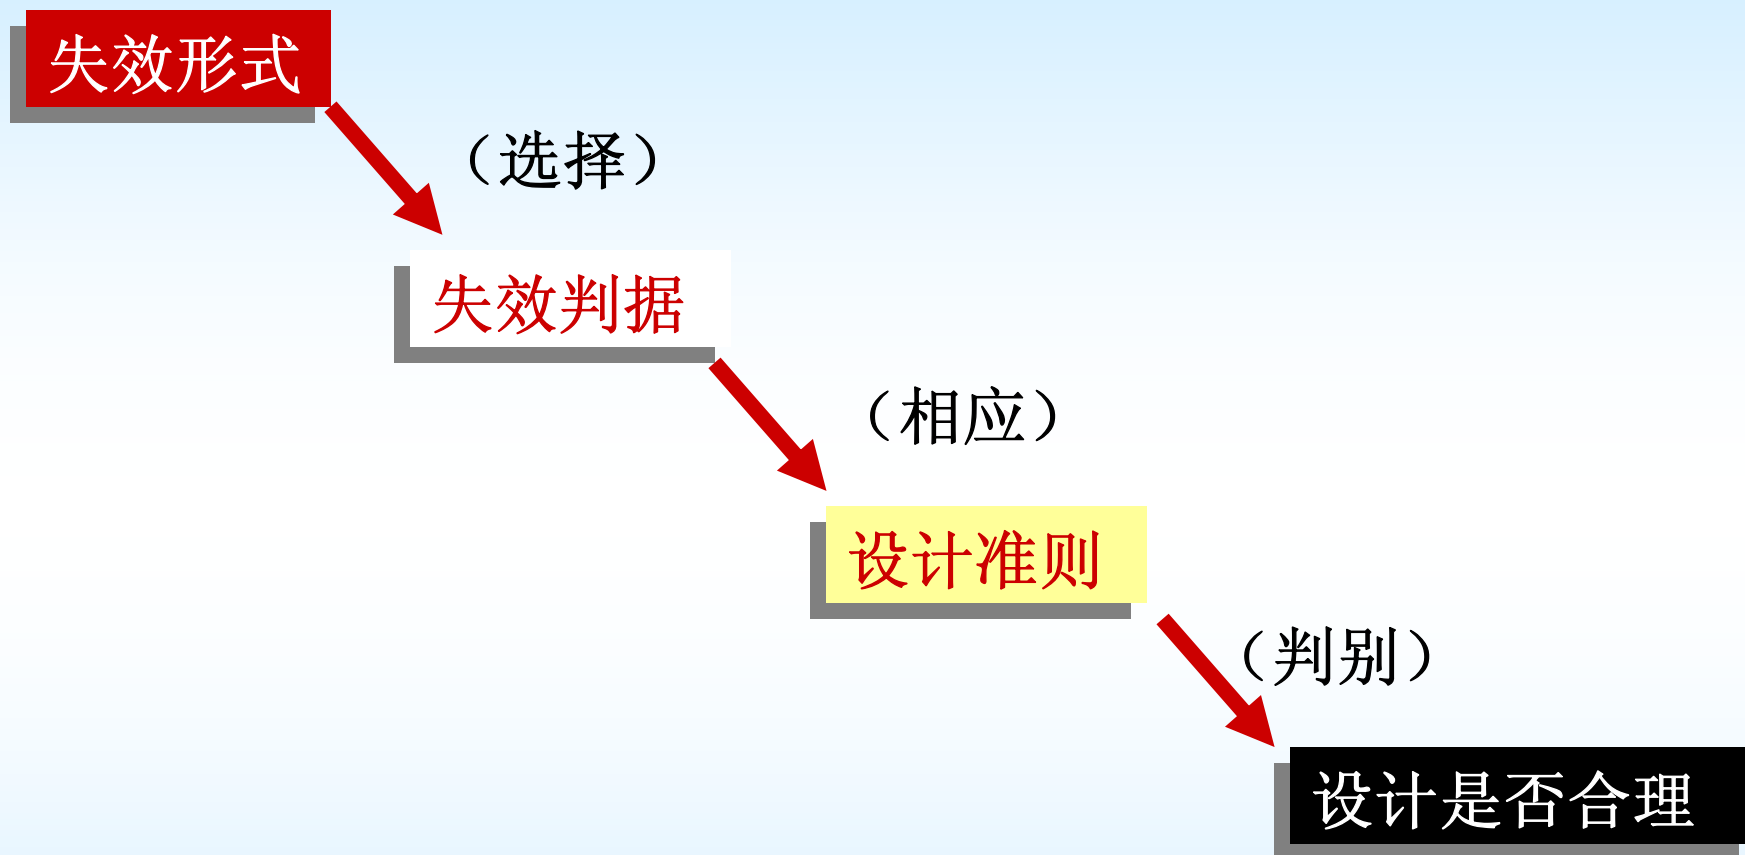 失效形式
（选择）
失效判据
（相应）
设计准则
（判别）
设计是否合理